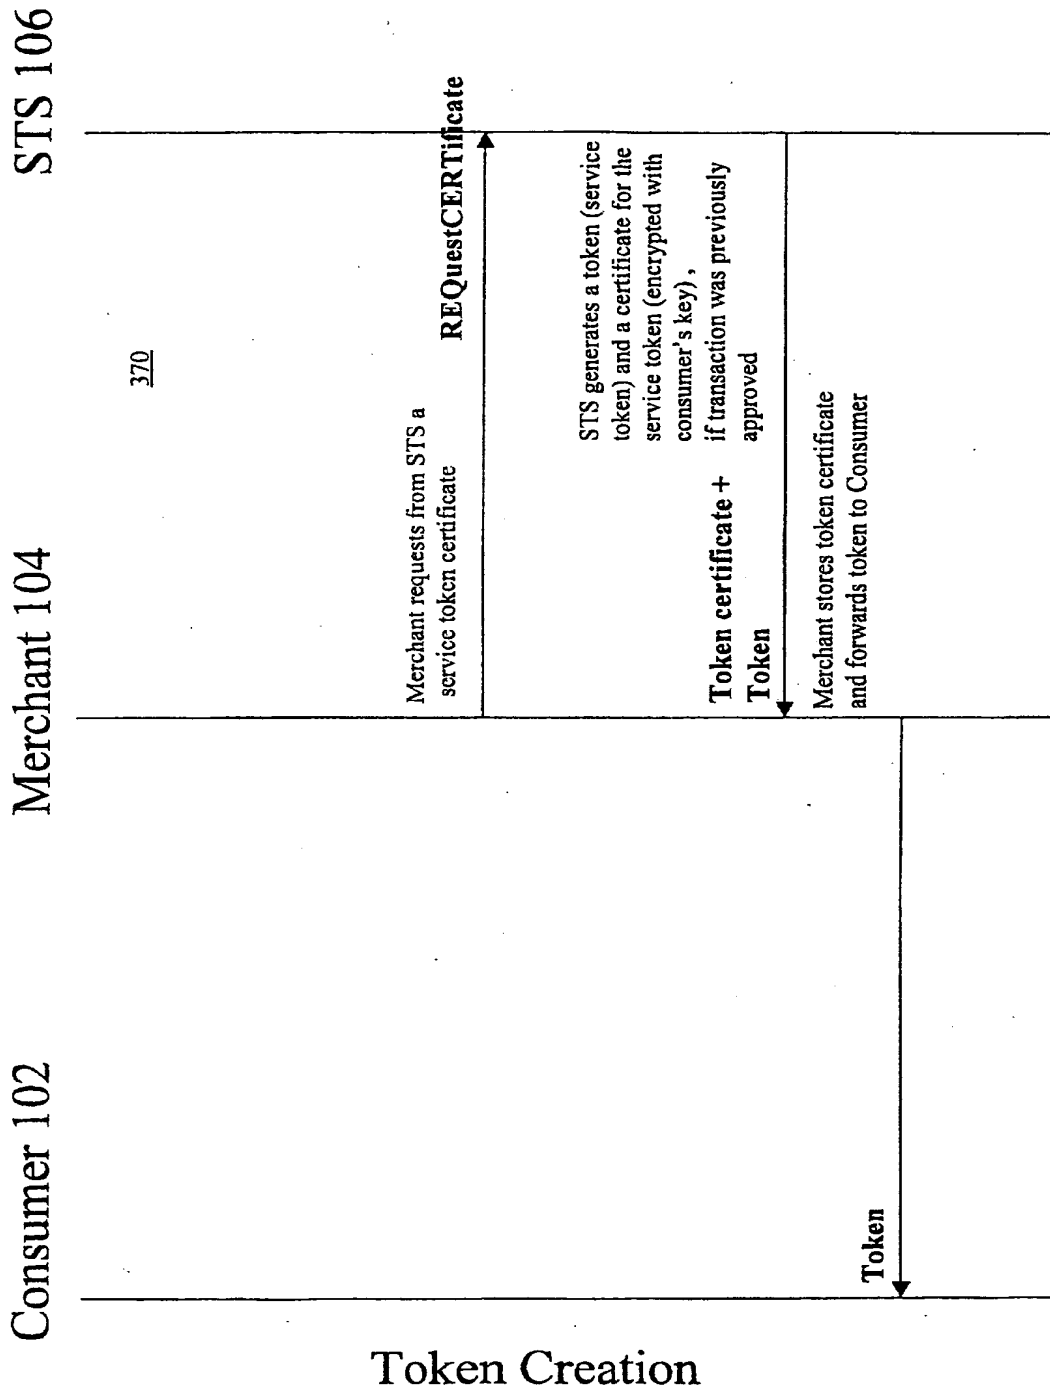 Consumer 102
Merchant 104
STS 106
370
Merchant requests from STS a
service token certificate
REQuestCERTificate
STS generates a token (service
token) and a certificate for the
service token (encrypted with
consumer's key),
if transaction was previously
approved
Token certificate +
Token
Merchant stores token certificate
and forwards token to Consumer
Token
Token Creation